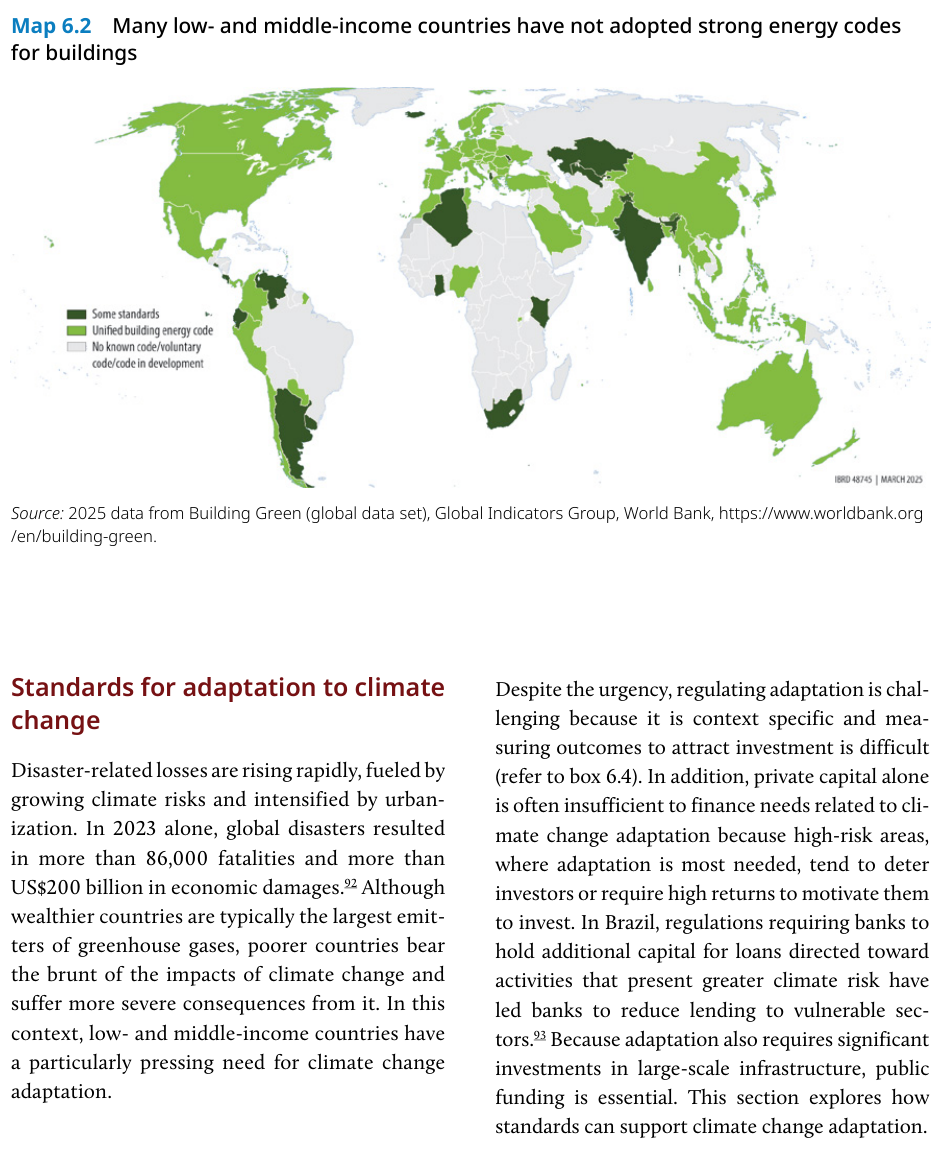 Map 6.2 Many low- and middle-income countries have not adopted strong energy codes
for buildings
Some standards
Unified building energy code
No known code/voluntary
code/code in development
IBRD 48745 | MARCH 2025
Source: 2025 data from Building Green (global data set), Global Indicators Group, World Bank, https://www.worldbank.org
/en/building-green.
Standards for adaptation to climate
change
Disaster-related losses are rising rapidly, fueled by
growing climate risks and intensified by urban-
ization. In 2023 alone, global disasters resulted
in more than 86,000 fatalities and more than
US$200 billion in economic damages.92 Although
wealthier countries are typically the largest emit-
ters of greenhouse gases, poorer countries bear
the brunt of the impacts of climate change and
suffer more severe consequences from it. In this
context, low- and middle-income countries have
a particularly pressing need for climate change
adaptation.
Despite the urgency, regulating adaptation is chal-
lenging because it is context specific and mea-
suring outcomes to attract investment is difficult
(refer to box 6.4). In addition, private capital alone
is often insufficient to finance needs related to cli-
mate change adaptation because high-risk areas,
where adaptation is most needed, tend to deter
investors or require high returns to motivate them
to invest. In Brazil, regulations requiring banks to
hold additional capital for loans directed toward
activities that present greater climate risk have
led banks to reduce lending to vulnerable sec-
tors.93 Because adaptation also requires significant
investments in large-scale infrastructure, public
funding is essential. This section explores how
standards can support climate change adaptation.